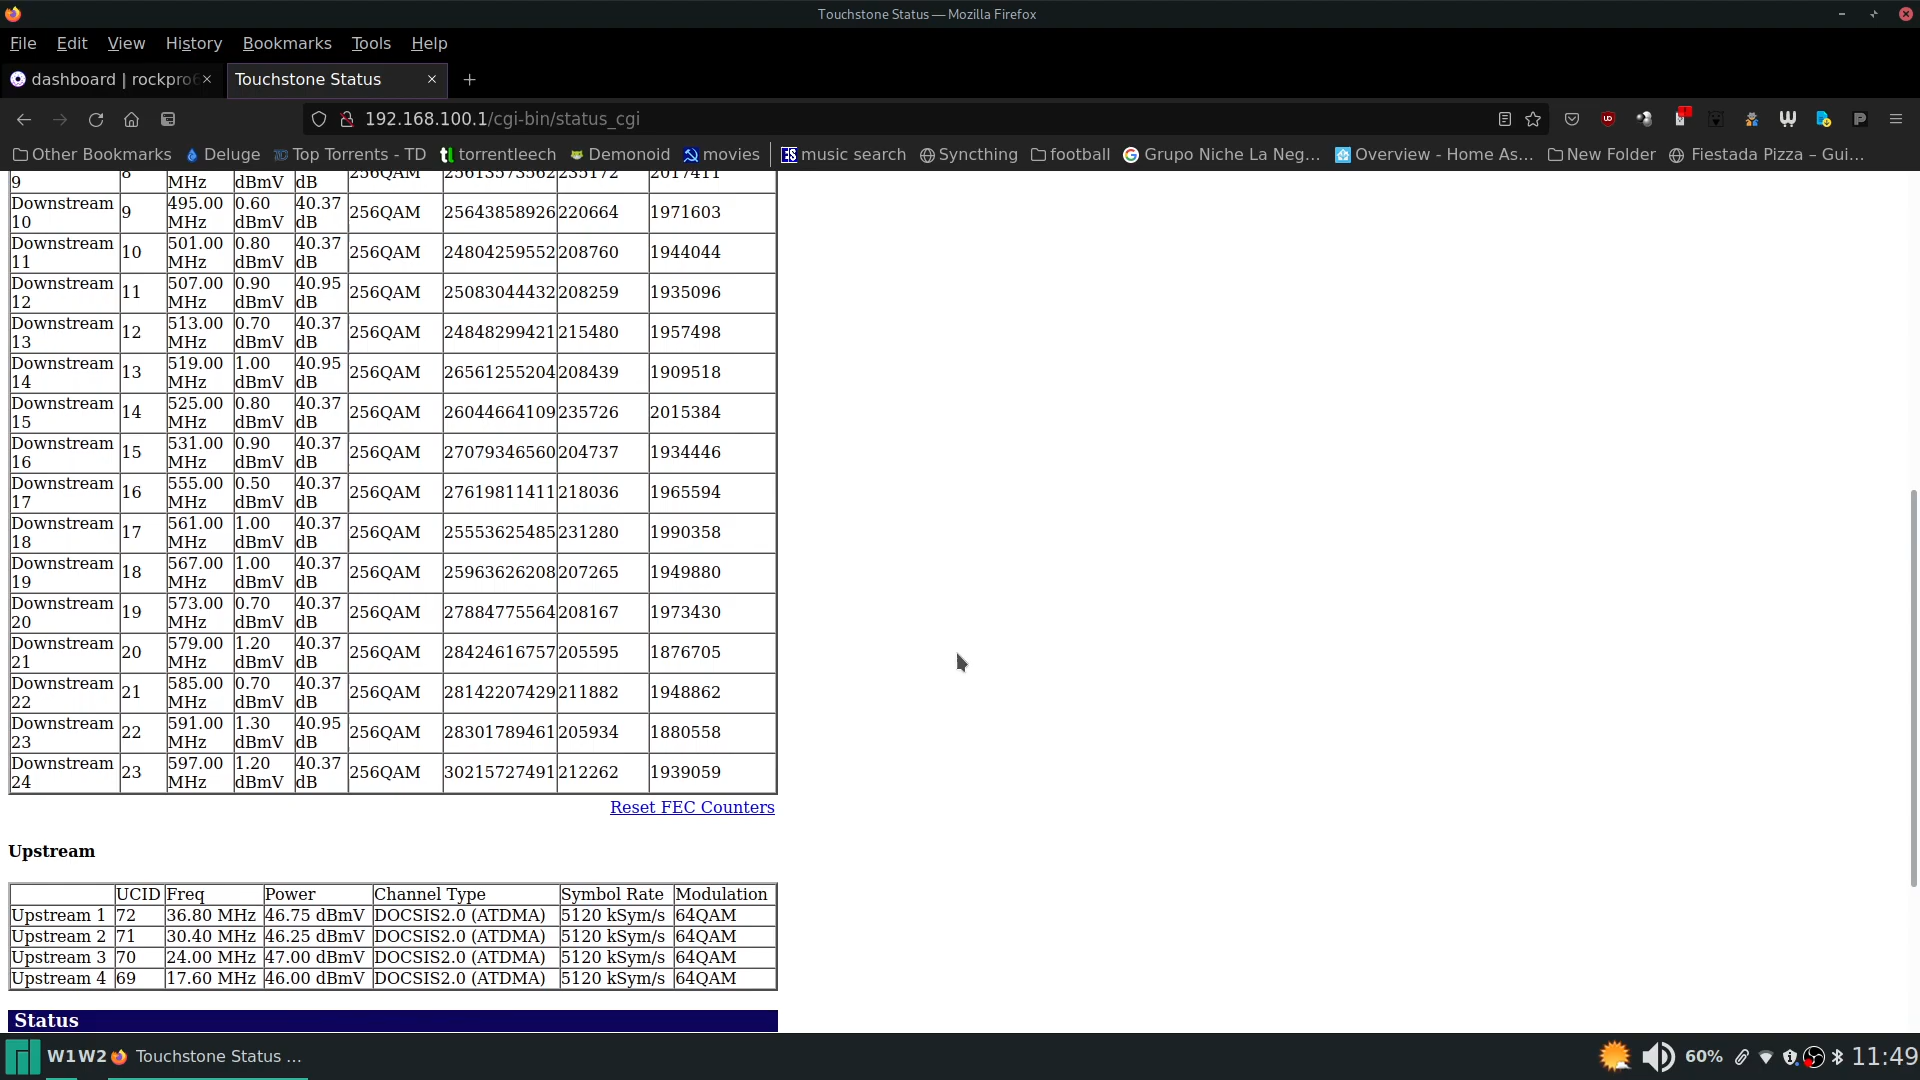 Touchstone Status — Mozilla Firefox
File Edit View History Bookmarks Tools Help
dashboard | rockpro Touchstone Status
192.168.100.1/cgi-bin/status_cgi
Other Bookmarks Deluge Top Torrents - TD torrentleech Demonoid movies music search Syncthing football Grupo Niche La Neg... Overview - Home As... New Folder Fiestada Pizza – Gui...
9 8 MHz dBmV dB 256QAM 25613573562 235172 2017411
Downstream 10 9 495.00 MHz 0.60 dBmV 40.37 dB 256QAM 25643858926 220664 1971603
Downstream 11 10 501.00 MHz 0.80 dBmV 40.37 dB 256QAM 24804259552 208760 1944044
Downstream 12 11 507.00 MHz 0.90 dBmV 40.95 dB 256QAM 25083044432 208259 1935096
Downstream 13 12 513.00 MHz 0.70 dBmV 40.37 dB 256QAM 24848299421 215480 1957498
Downstream 14 13 519.00 MHz 1.00 dBmV 40.95 dB 256QAM 26561255204 208439 1909518
Downstream 15 14 525.00 MHz 0.80 dBmV 40.37 dB 256QAM 26044664109 235726 2015384
Downstream 16 15 531.00 MHz 0.90 dBmV 40.37 dB 256QAM 27079346560 204737 1934446
Downstream 17 16 555.00 MHz 0.50 dBmV 40.37 dB 256QAM 27619811411 218036 1965594
Downstream 18 17 561.00 MHz 1.00 dBmV 40.37 dB 256QAM 25553625485 231280 1990358
Downstream 19 18 567.00 MHz 1.00 dBmV 40.37 dB 256QAM 25963626208 207265 1949880
Downstream 20 19 573.00 MHz 0.70 dBmV 40.37 dB 256QAM 27884775564 208167 1973430
Downstream 21 20 579.00 MHz 1.20 dBmV 40.37 dB 256QAM 28424616757 205595 1876705
Downstream 22 21 585.00 MHz 0.70 dBmV 40.37 dB 256QAM 28142207429 211882 1948862
Downstream 23 22 591.00 MHz 1.30 dBmV 40.95 dB 256QAM 28301789461 205934 1880558
Downstream 24 23 597.00 MHz 1.20 dBmV 40.37 dB 256QAM 30215727491 212262 1939059
Reset FEC Counters
Upstream
UCID Freq Power Channel Type Symbol Rate Modulation
Upstream 1 72 36.80 MHz 46.75 dBmV DOCSIS2.0 (ATDMA) 5120 kSym/s 64QAM
Upstream 2 71 30.40 MHz 46.25 dBmV DOCSIS2.0 (ATDMA) 5120 kSym/s 64QAM
Upstream 3 70 24.00 MHz 47.00 dBmV DOCSIS2.0 (ATDMA) 5120 kSym/s 64QAM
Upstream 4 69 17.60 MHz 46.00 dBmV DOCSIS2.0 (ATDMA) 5120 kSym/s 64QAM
Status
W1 W2 Touchstone Status ... 60% 11:49